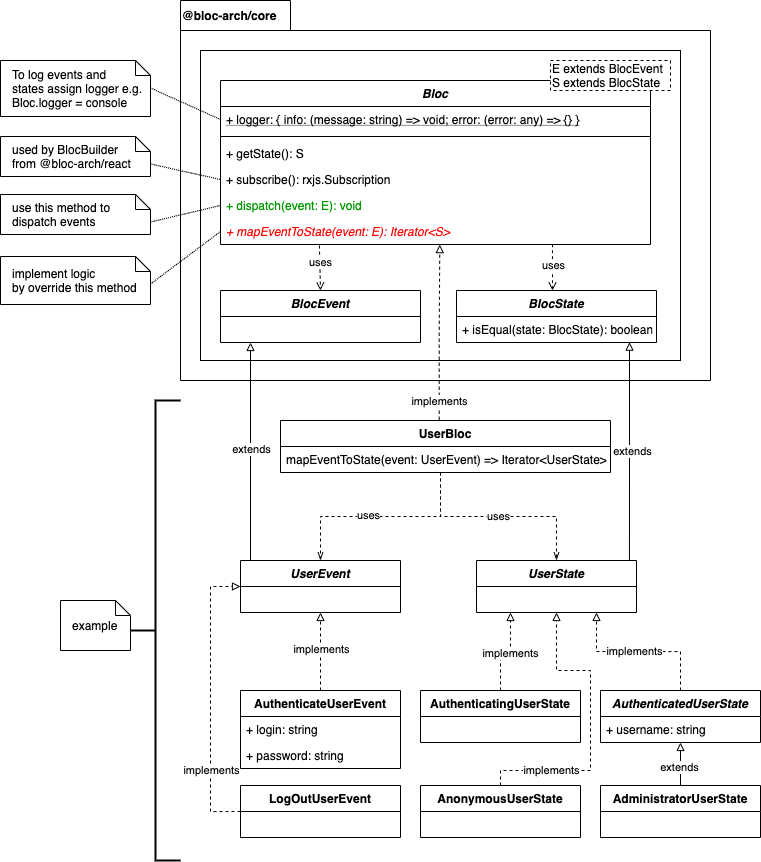 @bloc-arch/core
To log events and
states assign logger e.g.
Bloc.logger = console
E extends BlocEvent
S extends BlocState
Bloc
+ logger: { info: (message: string) => void; error: (error: any) => {} }
used by BlocBuilder
from @bloc-arch/react
+ getState(): S
+ subscribe(): rxjs.Subscription
use this method to
dispatch events
+ dispatch(event: E): void
+ mapEventToState(event: E): Iterator<S>
implement logic
by override this method
uses
uses
BlocEvent
BlocState
+ isEqual(state: BlocState): boolean
implements
extends
extends
UserBloc
mapEventToState(event: UserEvent) => Iterator<UserState>
uses
uses
UserEvent
UserState
example
implements
implements
implements
AuthenticateUserEvent
+ login: string
+ password: string
AuthenticatingUserState
AuthenticatedUserState
+ username: string
implements
implements
extends
LogOutUserEvent
AnonymousUserState
AdministratorUserState